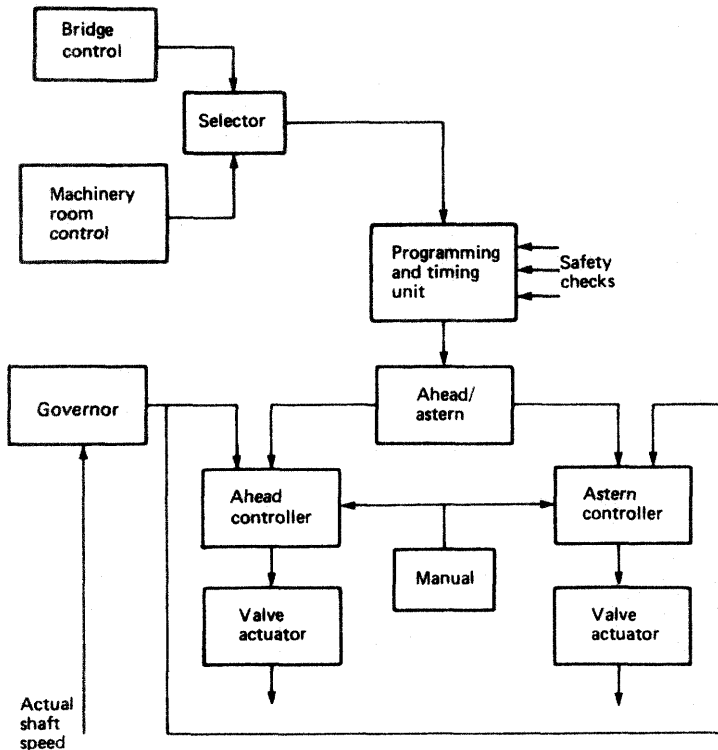 Bridge
control
Selector
Machinery
room
control
Programming
and timing
unit
Safety
checks
Governor
Ahead/
astern
Ahead
controller
Astern
controller
Manual
Valve
actuator
Valve
actuator
Actual
shaft
speed